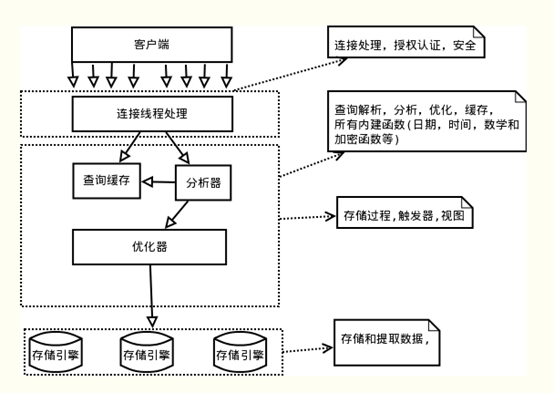 客户端
连接处理，授权认证，安全
连接线程处理
查询解析，分析，优化，缓存，
所有内建函数(日期，时间，数学和
加密函数等)
查询缓存
分析器
存储过程,触发器,视图
优化器
存储引擎
存储引擎
存储引擎
存储和提取数据，